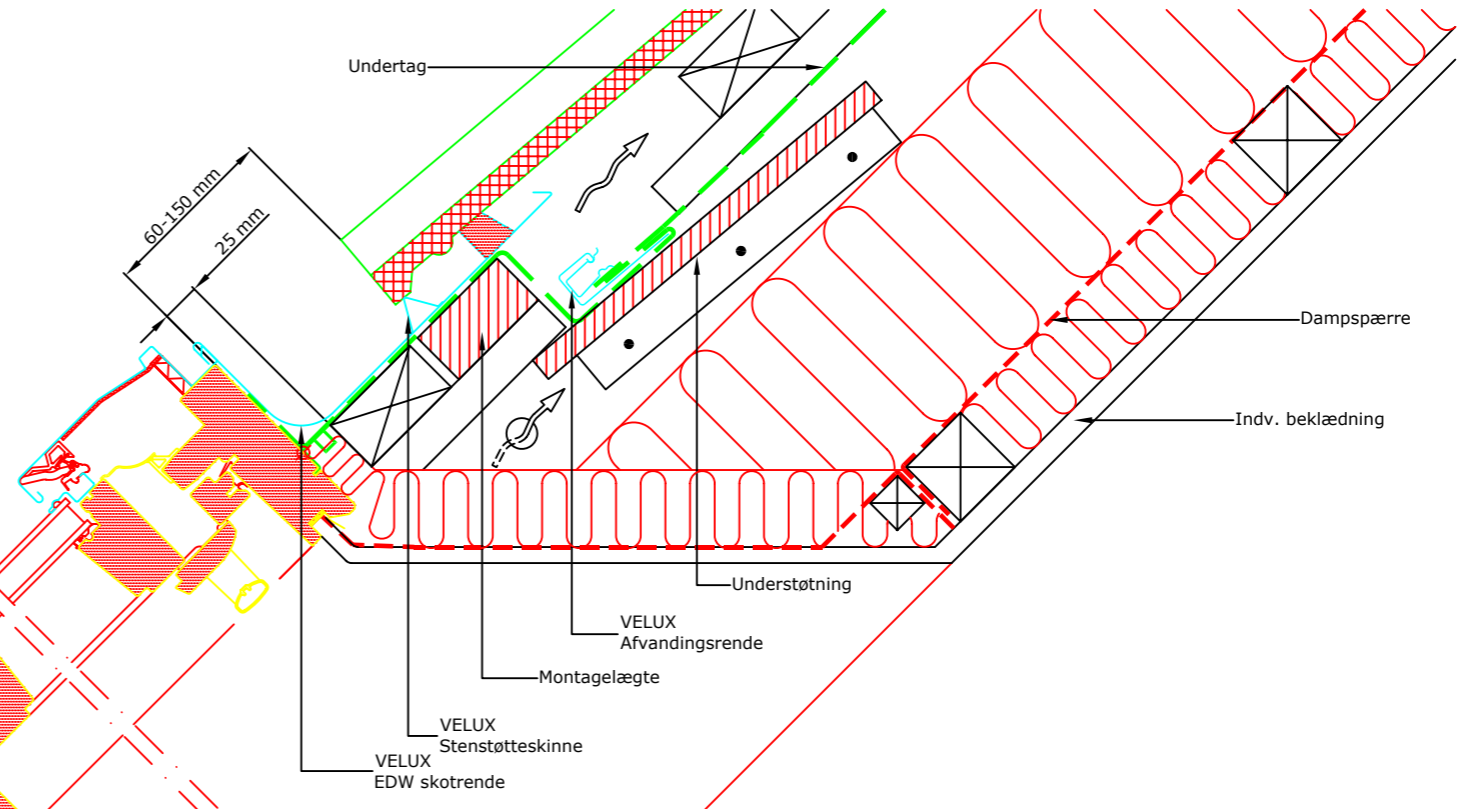 Undertag
60-150 mm
25 mm
Dampspærre
Indv. beklædning
Understøtning
VELUX
Afvandingsrende
Montagelægte
VELUX
Stenstøtteskinne
VELUX
EDW skotrende